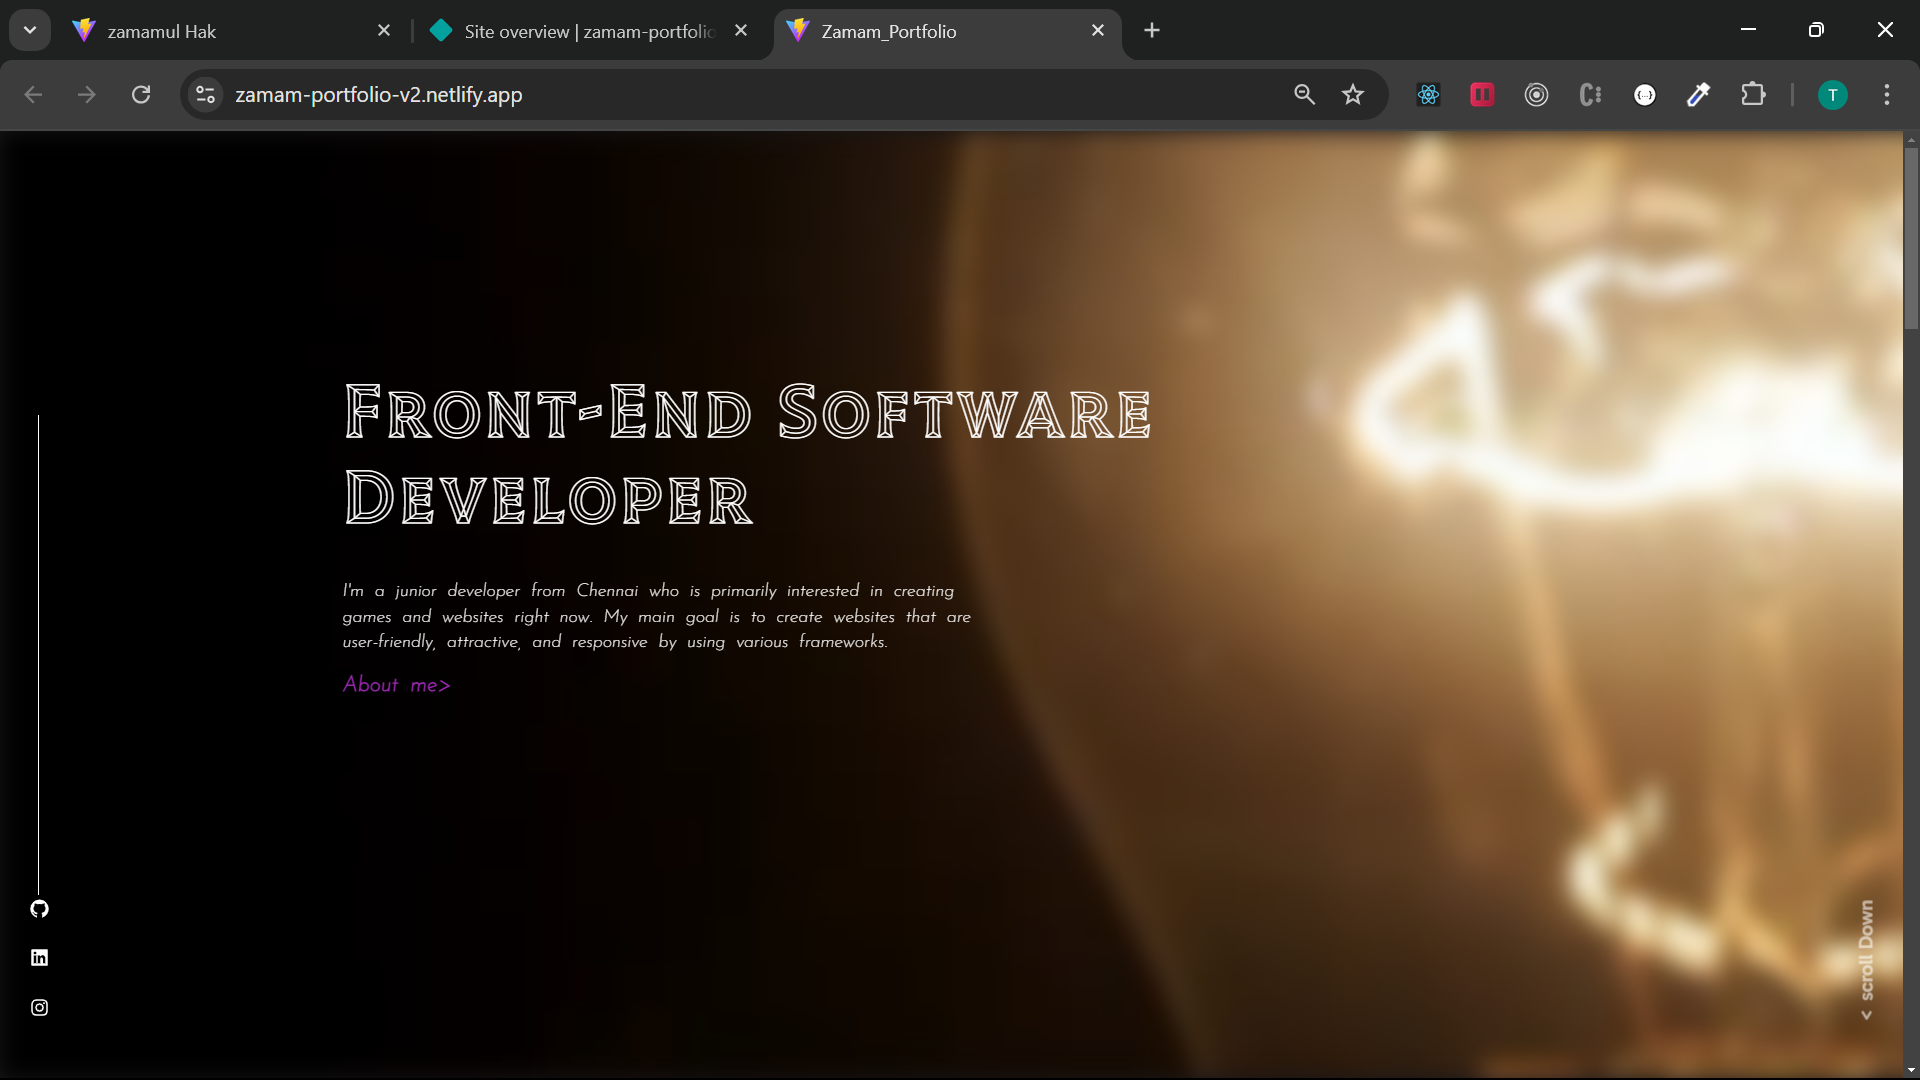 zamamul Hak
Site overview | zamam-portfolio
Zamam_Portfolio
zamam-portfolio-v2.netlify.app
T
Front-End Software
Developer
I'm a junior developer from Chennai who is primarily interested in creating
games and websites right now. My main goal is to create websites that are
user-friendly, attractive, and responsive by using various frameworks.
About me>
< scroll Down